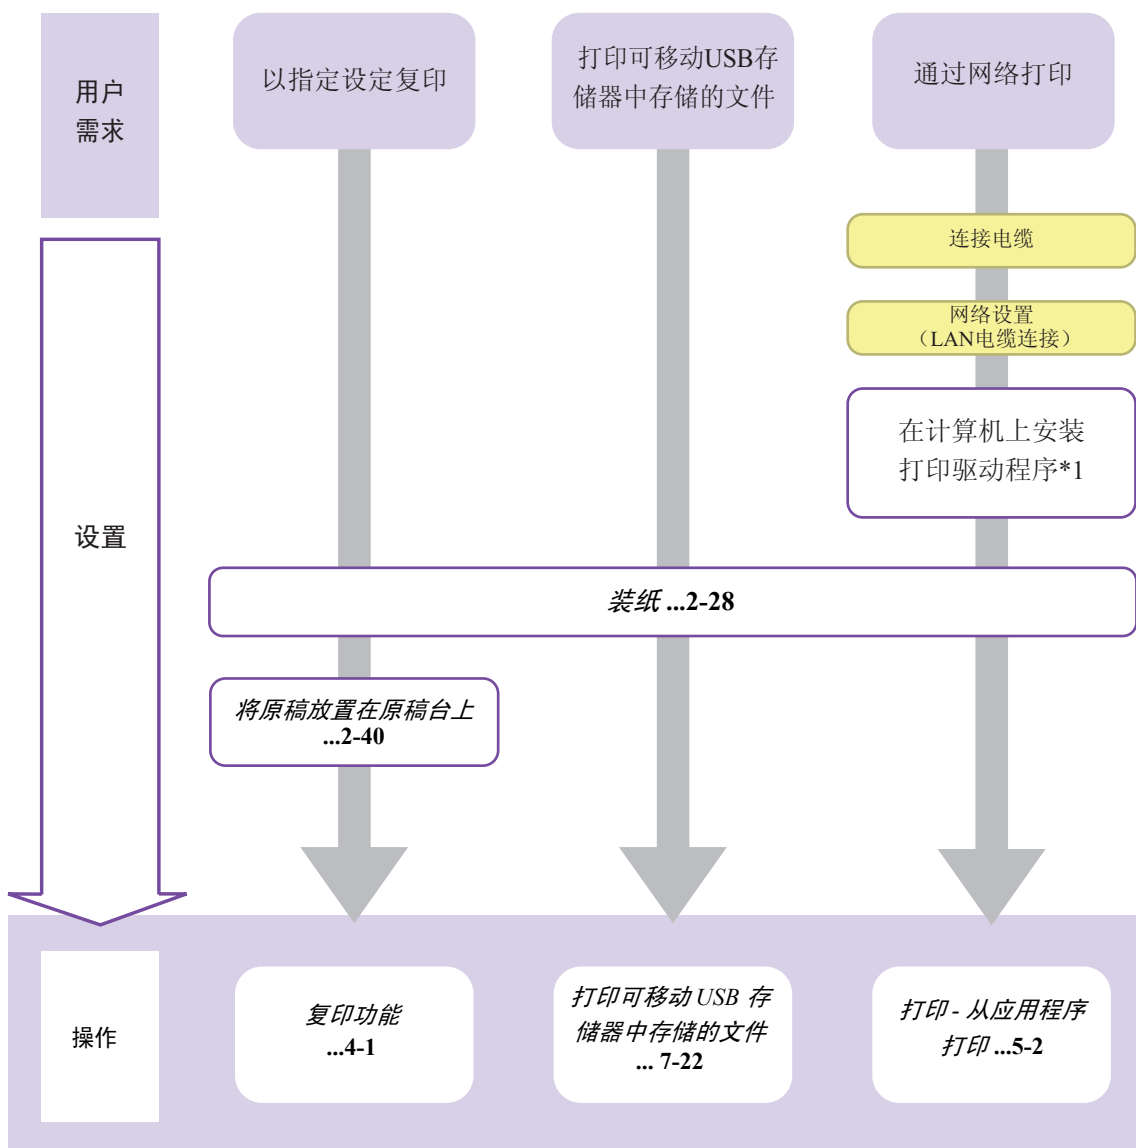 用户
需求
以指定设定复印
打印可移动USB存
储器中存储的文件
通过网络打印
连接电缆
网络设置
（LAN电缆连接）
在计算机上安装
打印驱动程序*1
设置
装纸 ...2-28
将原稿放置在原稿台上
...2-40
操作
复印功能
...4-1
打印可移动 USB 存
储器中存储的文件
... 7-22
打印 - 从应用程序
打印 ...5-2